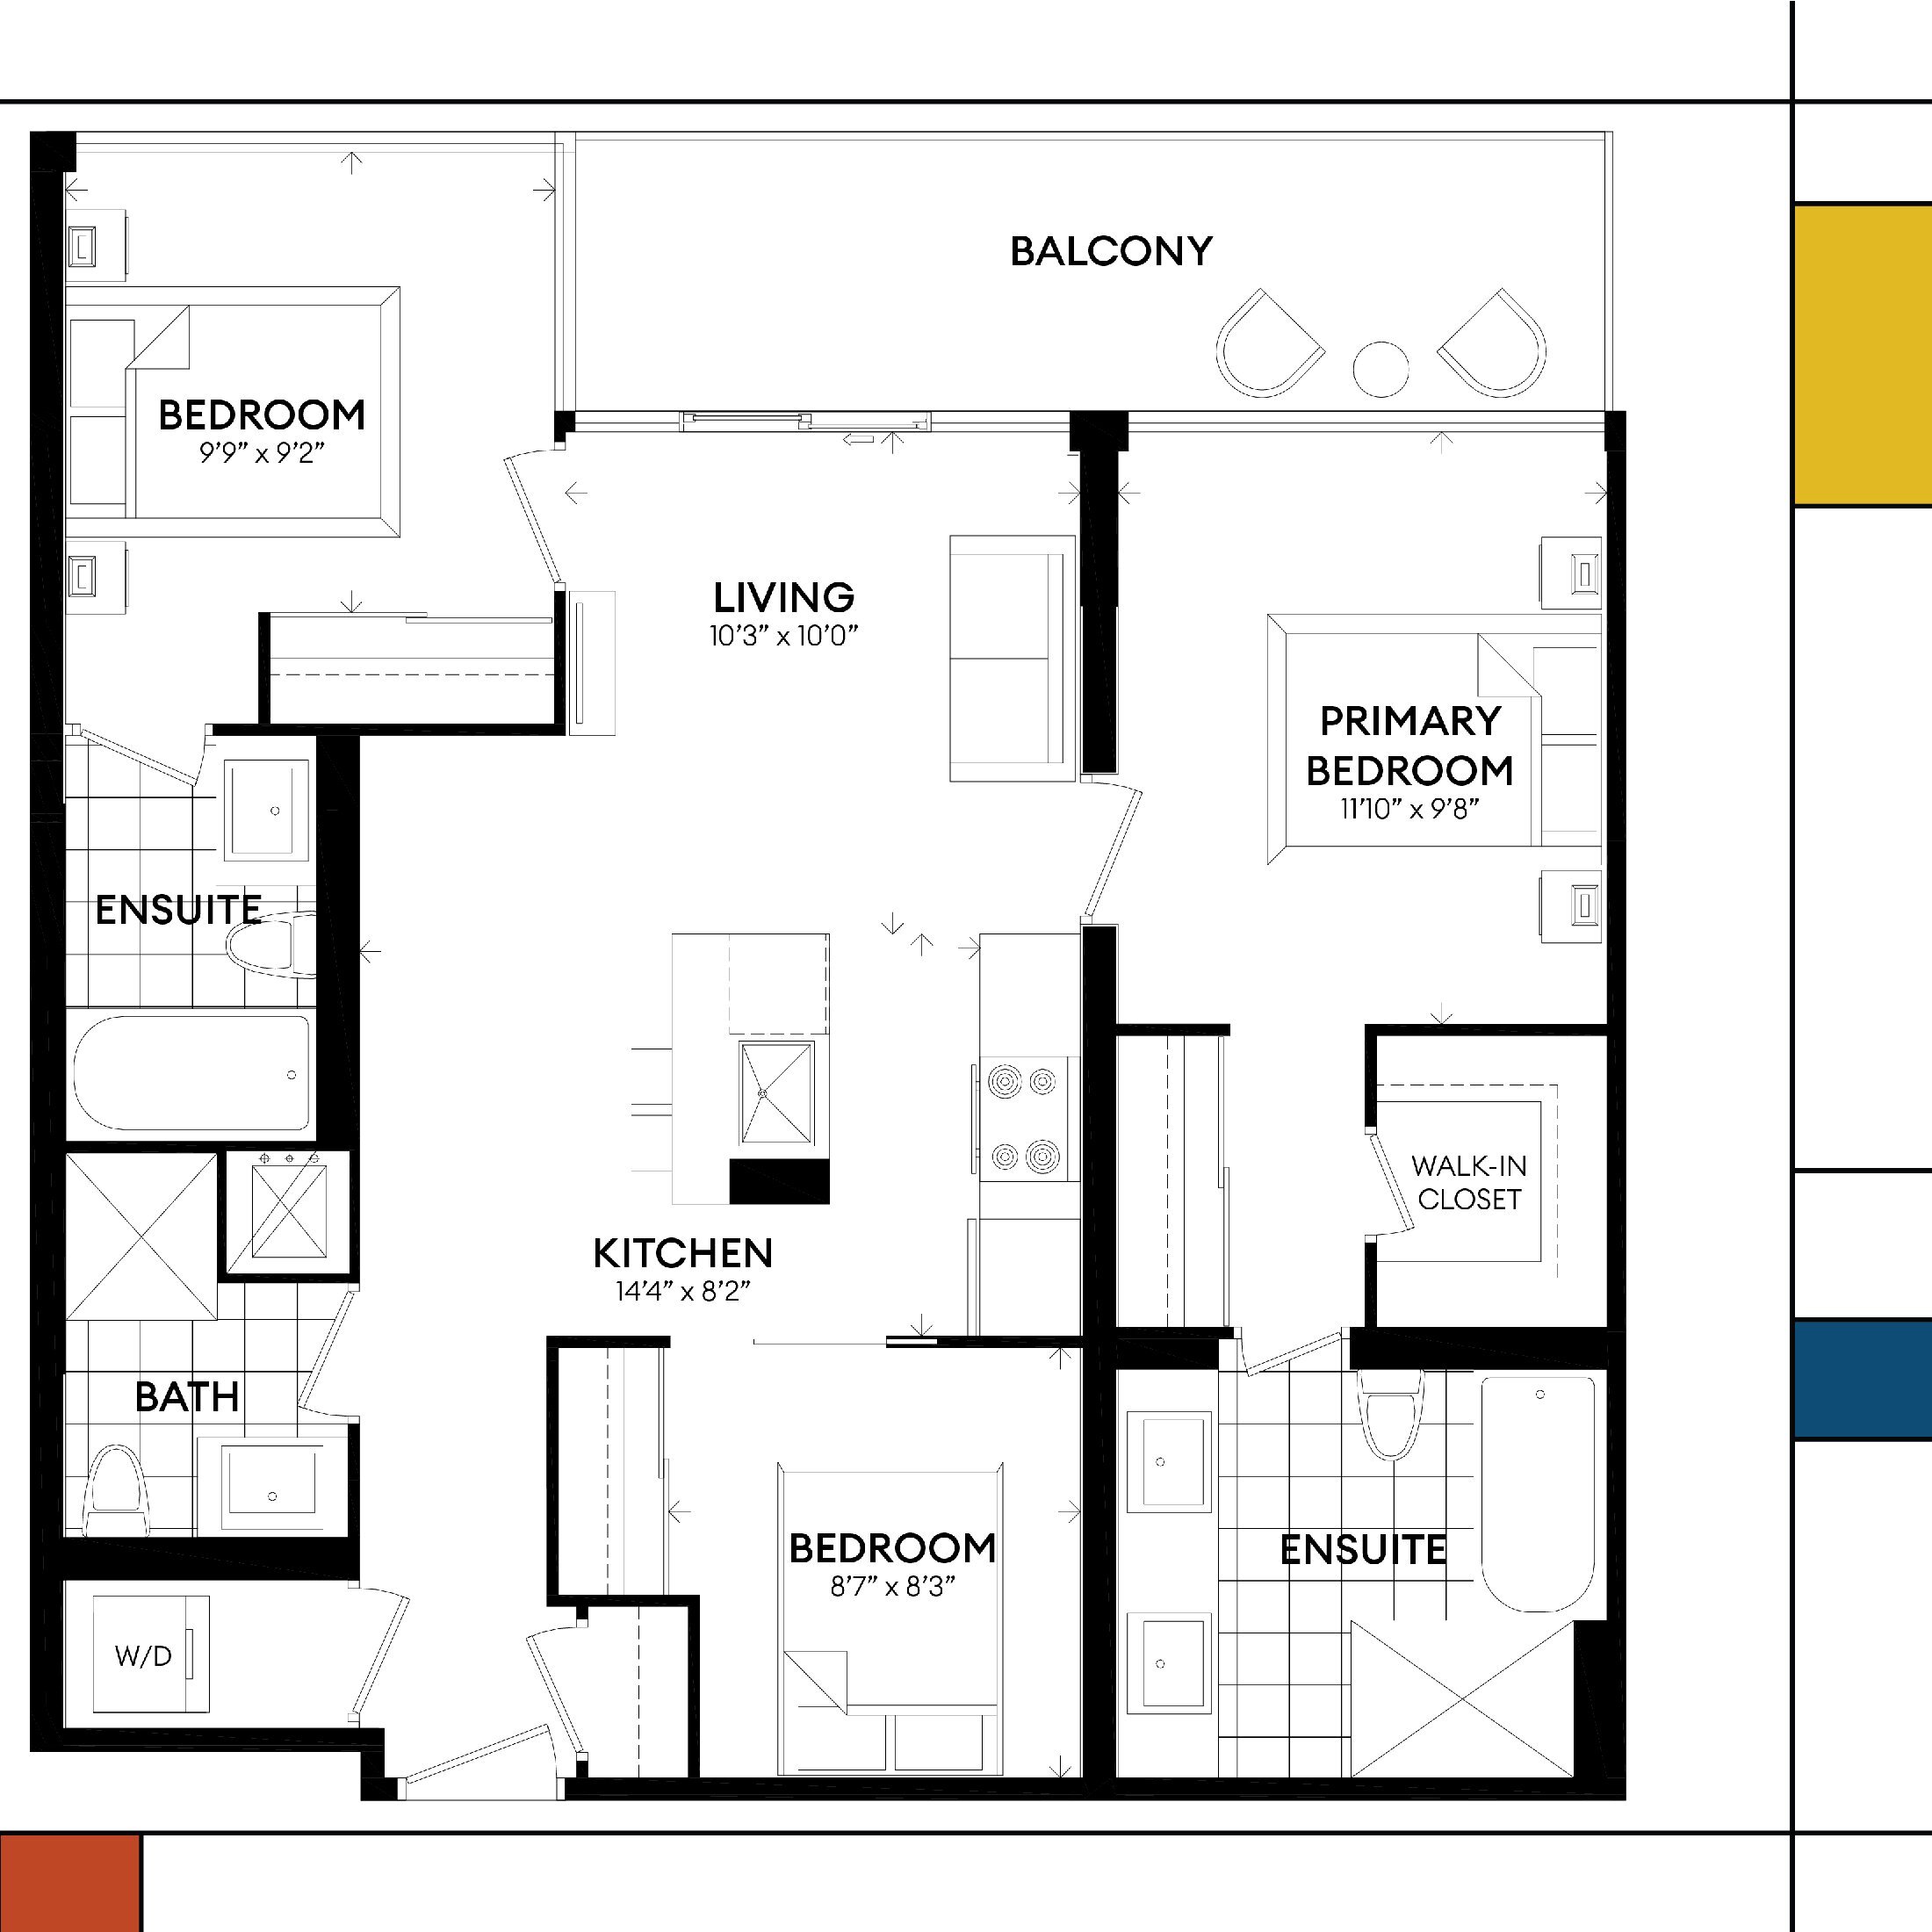 BALCONY
BEDROOM
9’9” x 9’2”
LIVING
10’3” x 10’0”
PRIMARY
BEDROOM
11’10” x 9’8”
ENSUITE
WALK-IN
CLOSET
KITCHEN
14’4” x 8’2”
BATH
BEDROOM
8’7” x 8’3”
ENSUITE
W/D